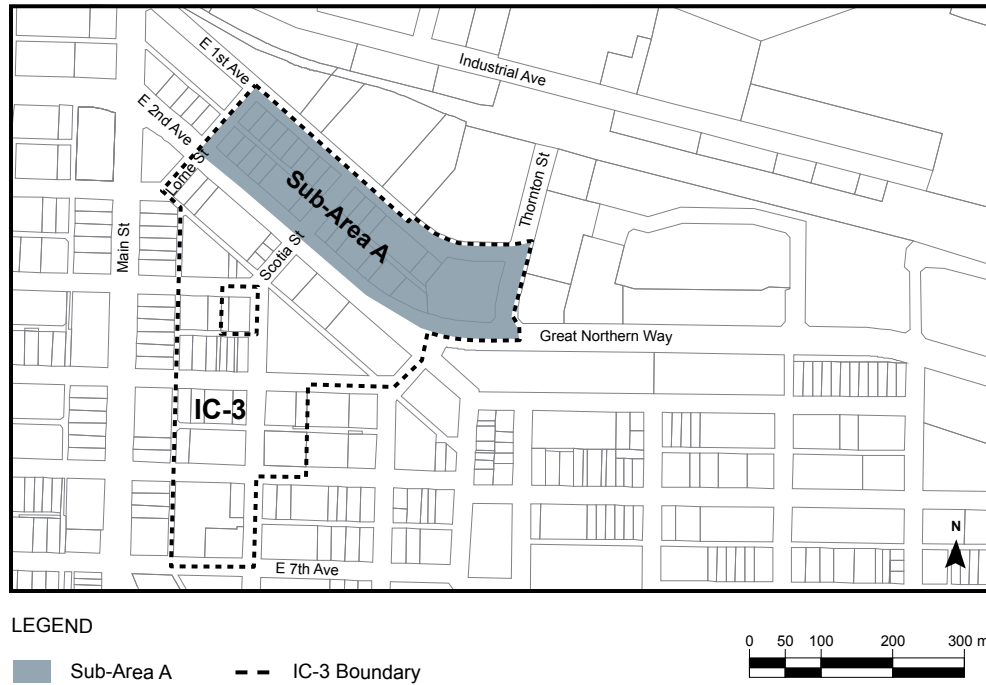 E 1st Ave
Industrial Ave
E 2nd Ave
Lorne St
Sub-Area A
Thornton St
Main St
Scotia St
Great Northern Way
IC-3
N
E 7th Ave
LEGEND
Sub-Area A
IC-3 Boundary
0 50 100 200 300 m